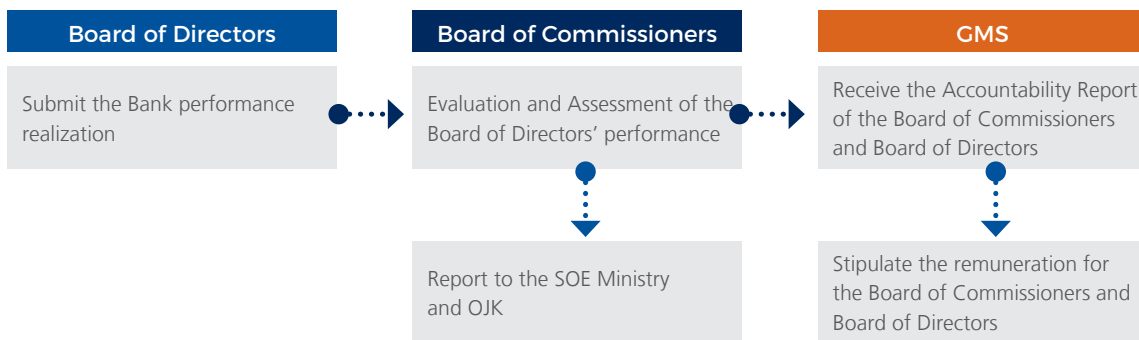 Board of Directors
Submit the Bank performance
realization
Board of Commissioners
Evaluation and Assessment of the
Board of Directors’ performance
Report to the SOE Ministry
and OJK
GMS
Receive the Accountability Report
of the Board of Commissioners
and Board of Directors
Stipulate the remuneration for
the Board of Commissioners and
Board of Directors